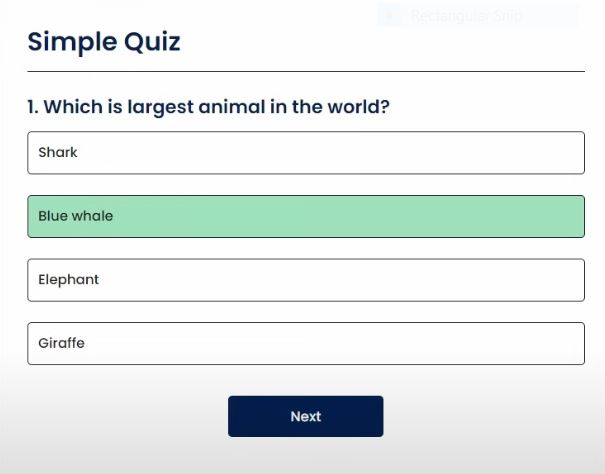 Rectangular Snip
Simple Quiz
1. Which is largest animal in the world?
Shark
Blue whale
Elephant
Giraffe
Next